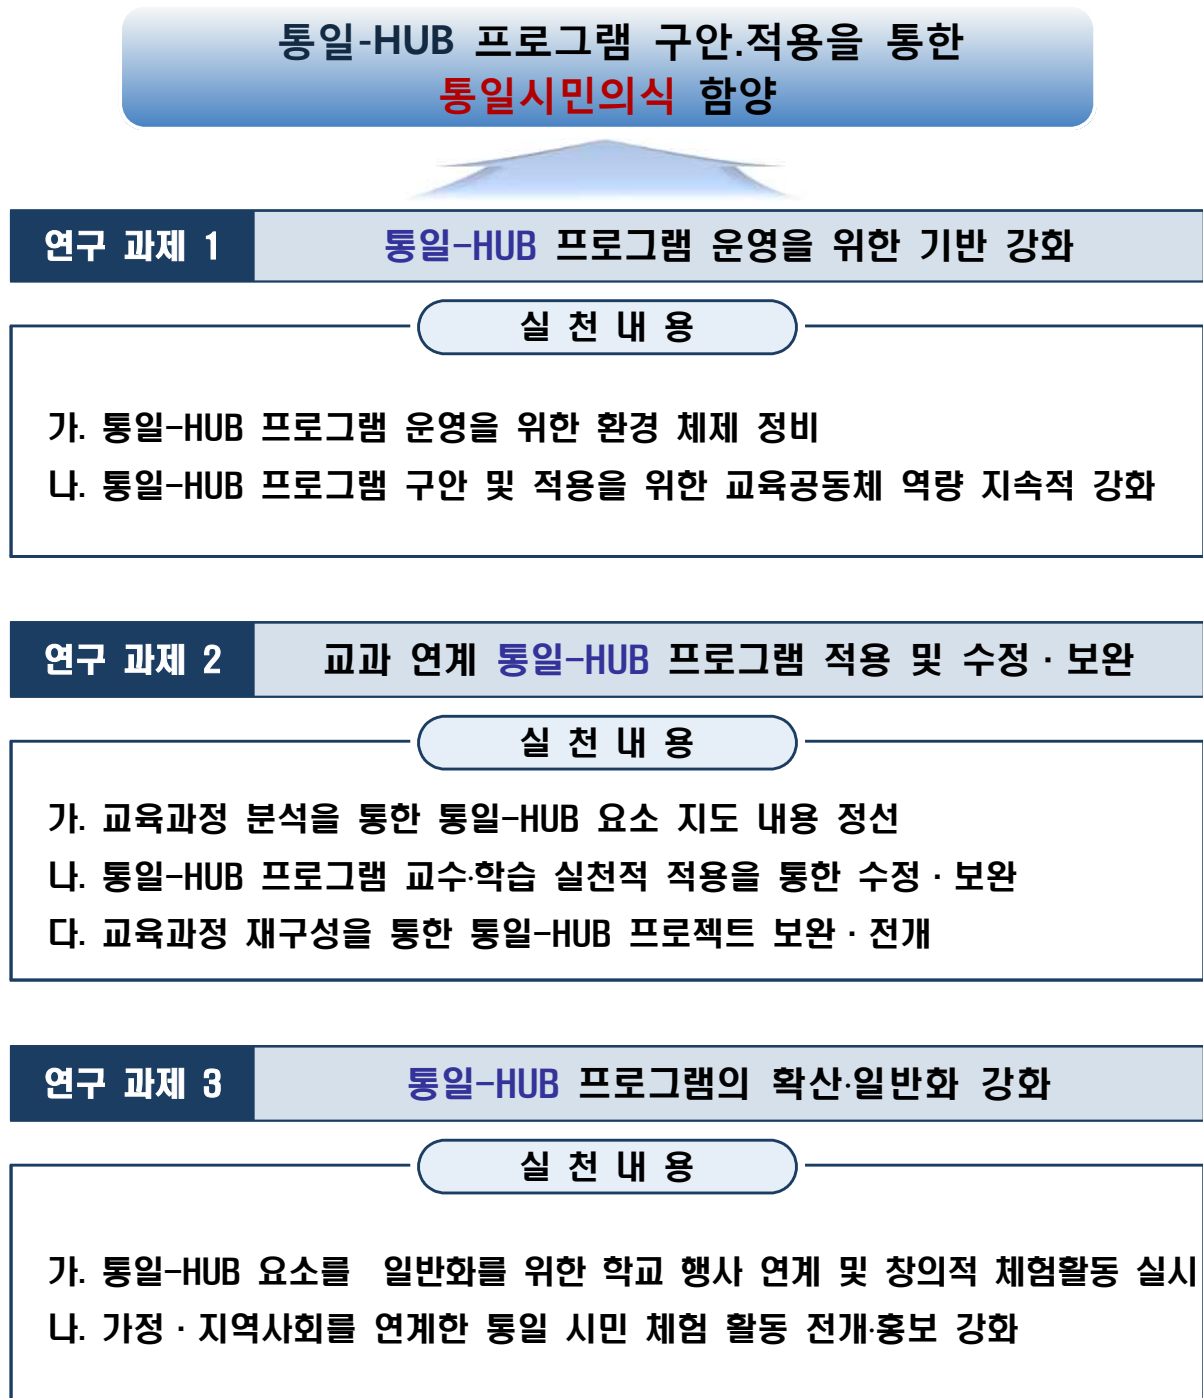 통일-HUB 프로그램 구안.적용을 통한
통일시민의식 함양
연구 과제 1
통일-HUB 프로그램 운영을 위한 기반 강화
실 천 내 용
가. 통일-HUB 프로그램 운영을 위한 환경 체제 정비
나. 통일-HUB 프로그램 구안 및 적용을 위한 교육공동체 역량 지속적 강화
연구 과제 2
교과 연계 통일-HUB 프로그램 적용 및 수정 · 보완
실 천 내 용
가. 교육과정 분석을 통한 통일-HUB 요소 지도 내용 정선
나. 통일-HUB 프로그램 교수·학습 실천적 적용을 통한 수정 · 보완
다. 교육과정 재구성을 통한 통일-HUB 프로젝트 보완 · 전개
연구 과제 3
통일-HUB 프로그램의 확산·일반화 강화
실 천 내 용
가. 통일-HUB 요소를 일반화를 위한 학교 행사 연계 및 창의적 체험활동 실시
나. 가정 · 지역사회를 연계한 통일 시민 체험 활동 전개·홍보 강화